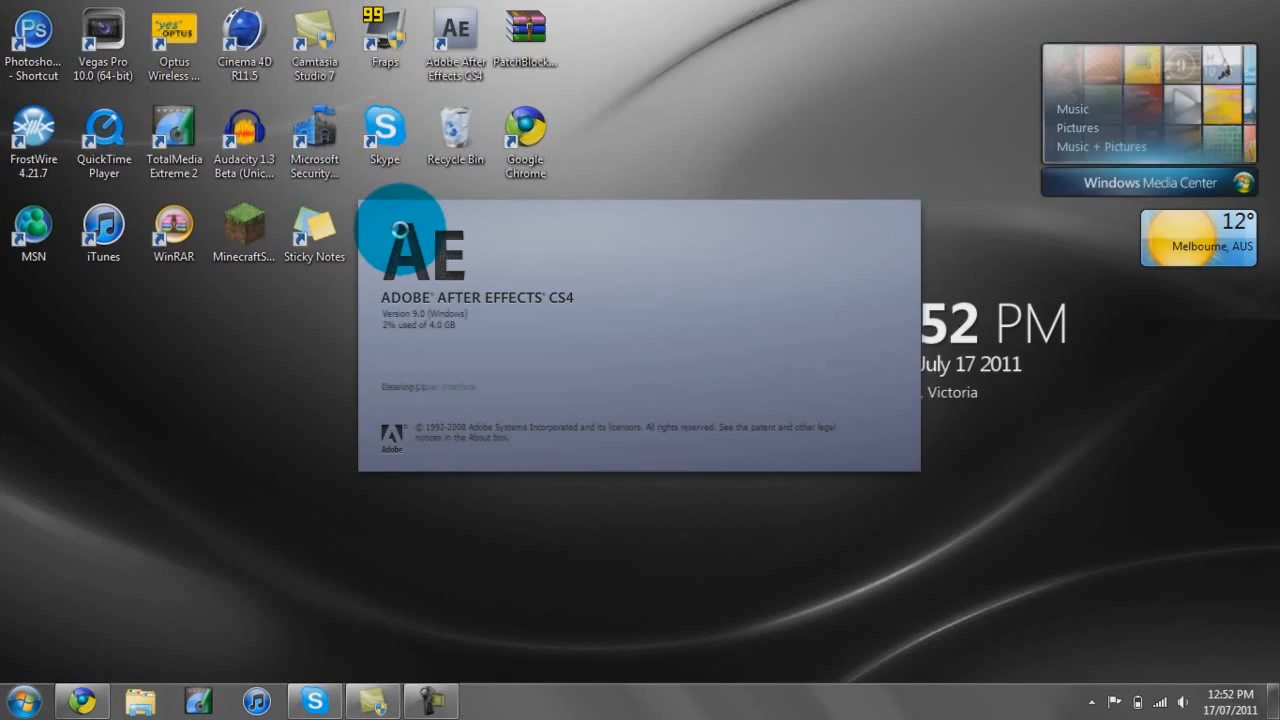 Photosho...
- Shortcut
Vegas Pro
10.0 (64-bit)
"yes"
OPTUS
Optus
Wireless ...
Cinema 4D
R11.5
Camtasia
Studio 7
99
Fraps
AE
Adobe After
Effects CS4
PatchBlock...
Ps
FrostWire
4.21.7
QuickTime
Player
TotalMedia
Extreme 2
Audacity 1.3
Beta (Unic...
Microsoft
Security...
Skype
Recycle Bin
Google
Chrome
MSN
iTunes
WinRAR
MinecraftS...
Sticky Notes
Music
Pictures
Music + Pictures
Windows Media Center
12°
Melbourne, AUS
AE
ADOBE® AFTER EFFECTS® CS4
Version 9.0 (Windows)
2% used of 4.0 GB
© 1992-2008 Adobe Systems Incorporated and its licensors. All rights reserved. See the patent and other legal
notices in the About box.
Adobe
52 PM
July 17 2011
, Victoria
12:52 PM
17/07/2011